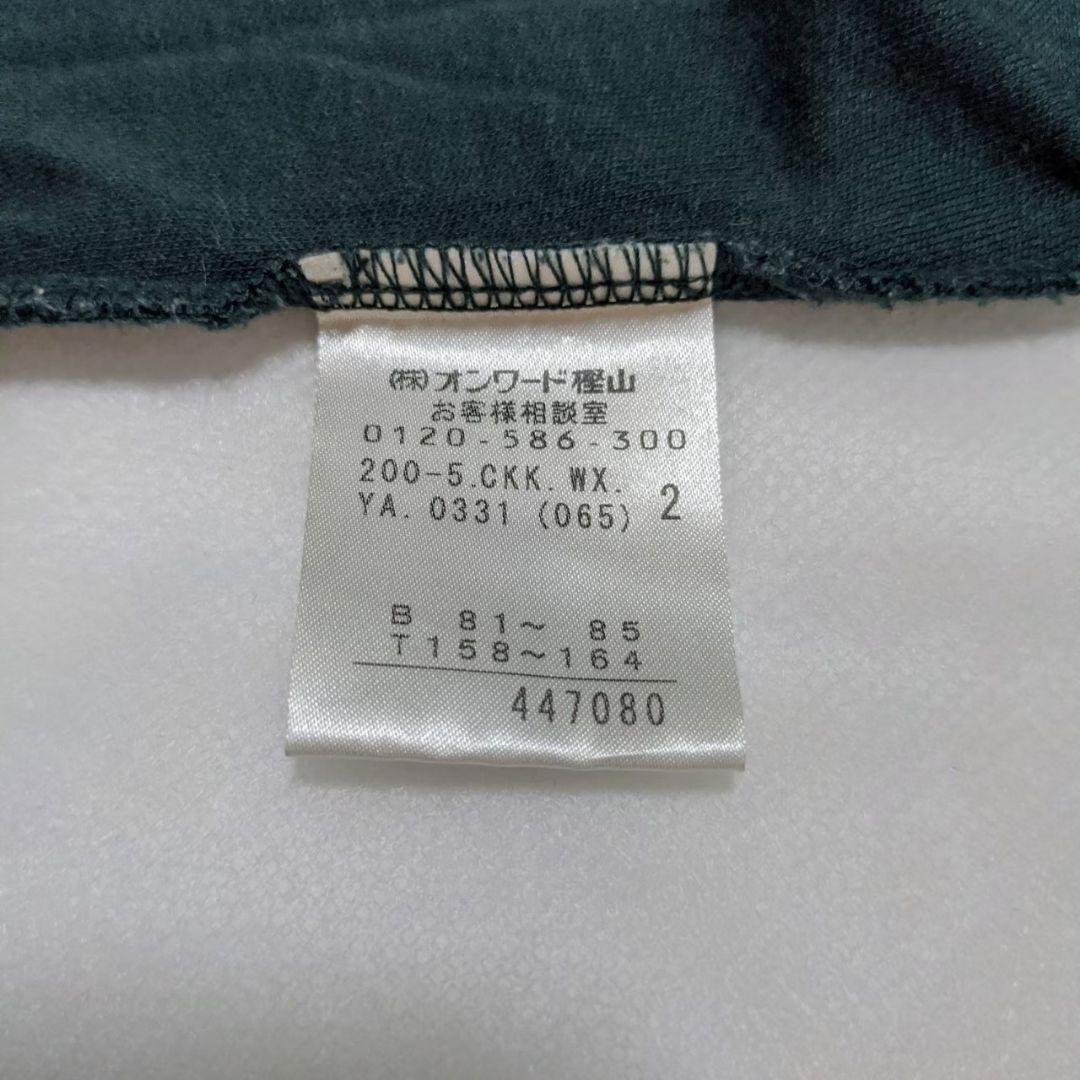 (株)オンワード樫山
お客様相談室
0120-586-300
200-5.CKK.WX.
YA.0331(065) 2
B 81〜 85
T158〜164
447080